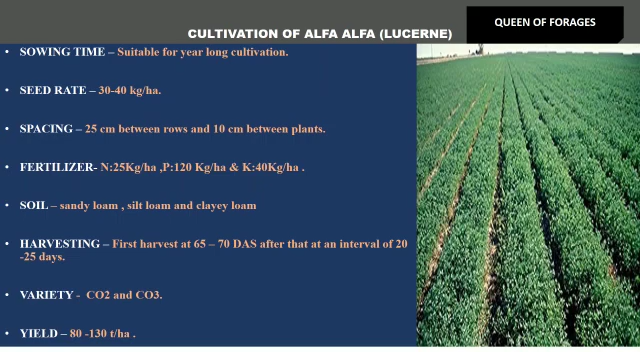 QUEEN OF FORAGES
CULTIVATION OF ALFA ALFA (LUCERNE)
• SOWING TIME – Suitable for year long cultivation.
• SEED RATE – 30-40 kg/ha.
• SPACING – 25 cm between rows and 10 cm between plants.
• FERTILIZER- N:25Kg/ha ,P:120 Kg/ha & K:40Kg/ha .
• SOIL – sandy loam , silt loam and clayey loam
• HARVESTING – First harvest at 65 – 70 DAS after that at an interval of 20
-25 days.
• VARIETY - CO2 and CO3.
• YIELD – 80 -130 t/ha .